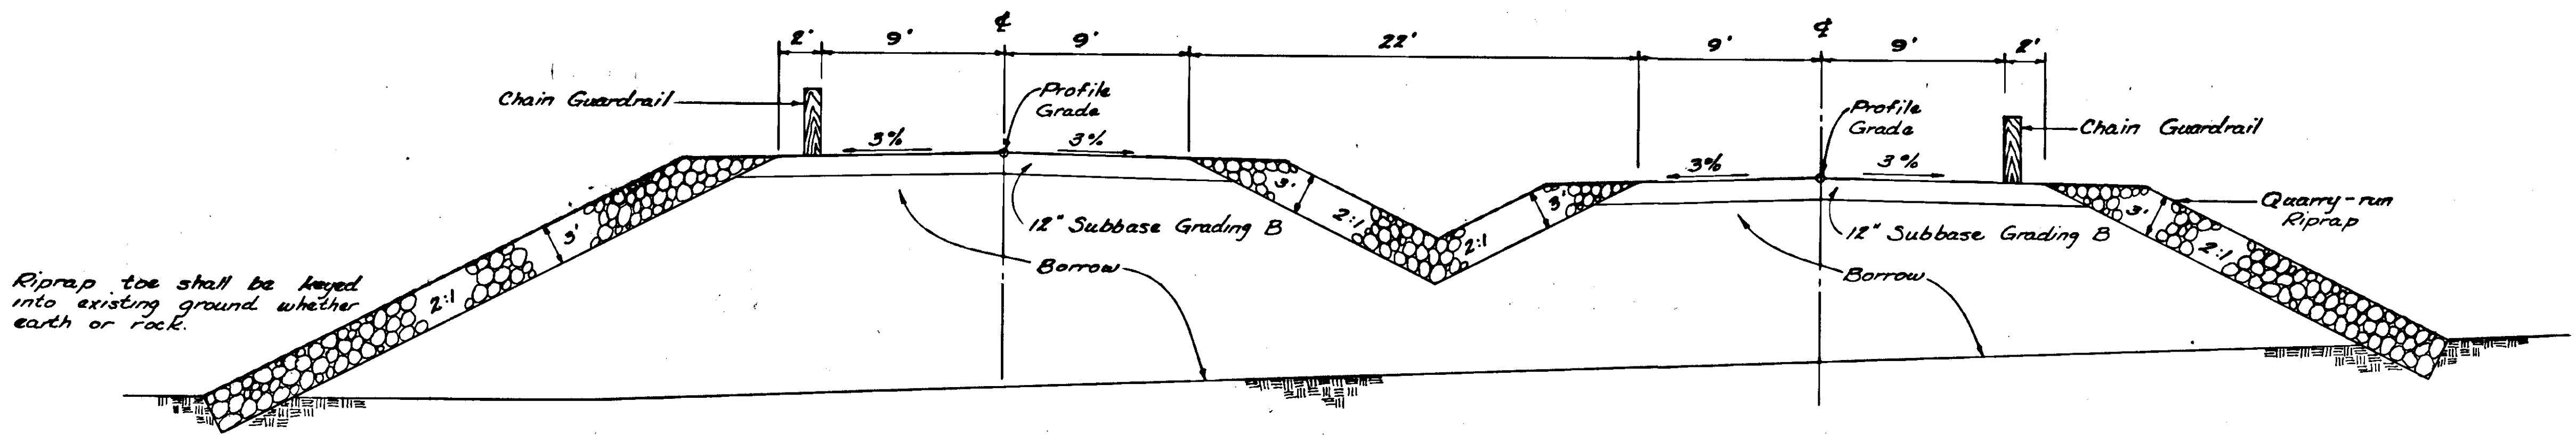 ℄
℄
2' 9' 9' 22' 9' 9' 2'
Chain Guardrail
Profile
Grade
Profile
Grade
Chain Guardrail
3% 3%
3% 3%
3' 3' 3' 3'
2:1 2:1 2:1 2:1
Quarry-run
Riprap
12" Subbase Grading B
12" Subbase Grading B
Borrow
Borrow
Riprap toe shall be keyed
into existing ground whether
earth or rock.